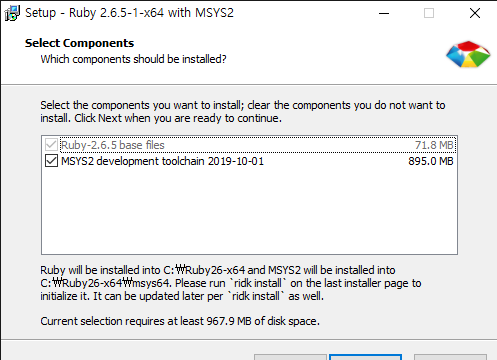 Setup - Ruby 2.6.5-1-x64 with MSYS2
Select Components
Which components should be installed?
Select the components you want to install; clear the components you do not want to
install. Click Next when you are ready to continue.
Ruby-2.6.5 base files 71.8 MB
MSYS2 development toolchain 2019-10-01 895.0 MB
Ruby will be installed into C:₩Ruby26-x64 and MSYS2 will be installed into
C:₩Ruby26-x64₩msys64. Please run `ridk install` on the last installer page to
initialize it. It can be updated later per `ridk install` as well.
Current selection requires at least 967.9 MB of disk space.